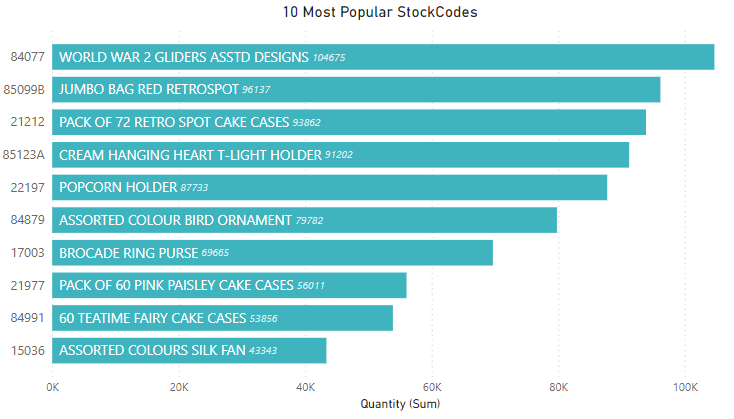 10 Most Popular StockCodes
84077 WORLD WAR 2 GLIDERS ASSTD DESIGNS 104675
85099B JUMBO BAG RED RETROSPOT 96137
21212 PACK OF 72 RETRO SPOT CAKE CASES 93862
85123A CREAM HANGING HEART T-LIGHT HOLDER 91202
22197 POPCORN HOLDER 87733
84879 ASSORTED COLOUR BIRD ORNAMENT 79782
17003 BROCADE RING PURSE 69665
21977 PACK OF 60 PINK PAISLEY CAKE CASES 56011
84991 60 TEATIME FAIRY CAKE CASES 53856
15036 ASSORTED COLOURS SILK FAN 43343
0K 20K 40K 60K 80K 100K
Quantity (Sum)